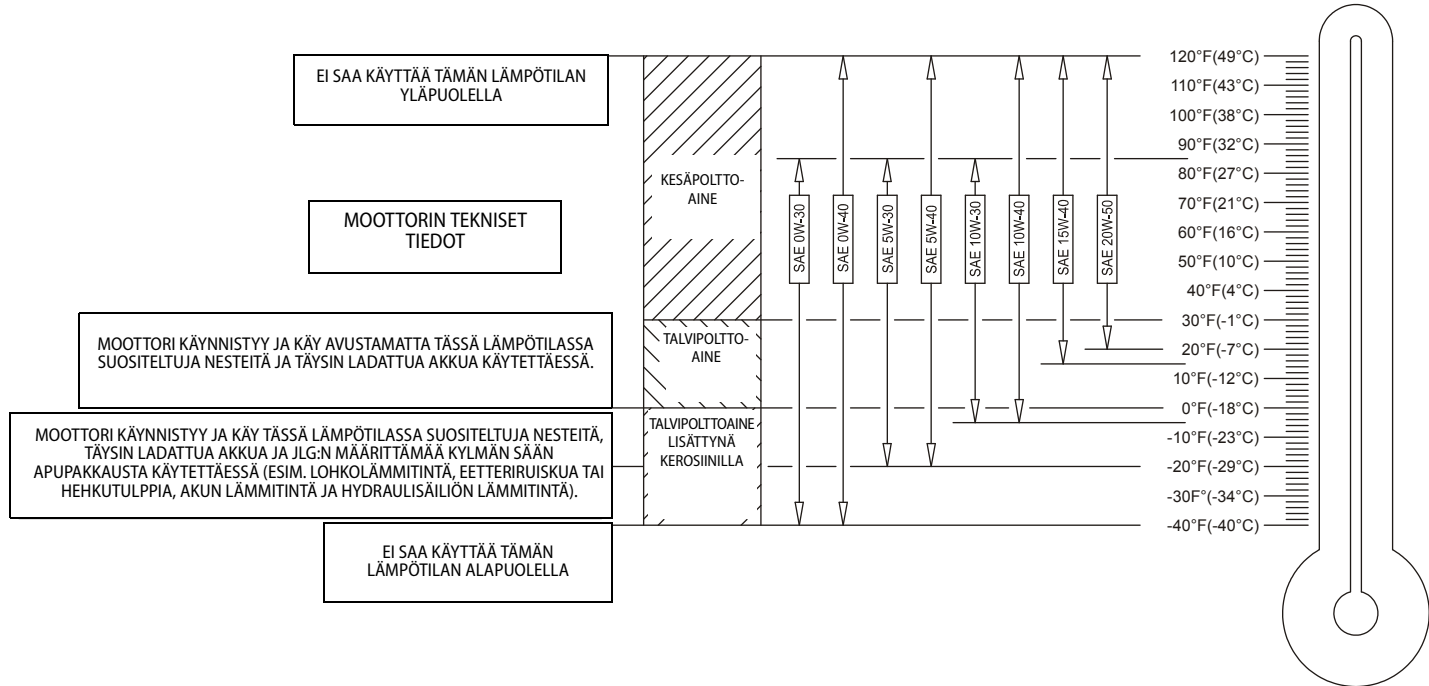 EI SAA KÄYTTÄÄ TÄMÄN LÄMPÖTILAN
YLÄPUOLELLA
MOOTTORIN TEKNISET
TIEDOT
MOOTTORI KÄYNNISTYY JA KÄY AVUSTAMATTA TÄSSÄ LÄMPÖTILASSA
SUOSITELTUJA NESTEITÄ JA TÄYSIN LADATTUA AKKUA KÄYTETTÄESSÄ.
MOOTTORI KÄYNNISTYY JA KÄY TÄSSÄ LÄMPÖTILASSA SUOSITELTUJA NESTEITÄ,
TÄYSIN LADATTUA AKKUA JA JLG:N MÄÄRITTÄMÄÄ KYLMÄN SÄÄN
APUPAKKAUSTA KÄYTETTÄESSÄ (ESIM. LOHKOLÄMMITINTÄ, EETTERIRUISKUA TAI
HEHKUTULPPIA, AKUN LÄMMITINTÄ JA HYDRAULISÄILIÖN LÄMMITINTÄ).
EI SAA KÄYTTÄÄ TÄMÄN
LÄMPÖTILAN ALAPUOLELLA
KESÄPOLTTO-
AINE
TALVIPOLTTO-
AINE
TALVIPOLTTOAINE
LISÄTTYNÄ
KEROSIINILLA
SAE 0W-30
SAE 0W-40
SAE 5W-30
SAE 5W-40
SAE 10W-30
SAE 10W-40
SAE 15W-40
SAE 20W-50
120°F(49°C)
110°F(43°C)
100°F(38°C)
90°F(32°C)
80°F(27°C)
70°F(21°C)
60°F(16°C)
50°F(10°C)
40°F(4°C)
30°F(-1°C)
20°F(-7°C)
10°F(-12°C)
0°F(-18°C)
-10°F(-23°C)
-20°F(-29°C)
-30F°(-34°C)
-40°F(-40°C)